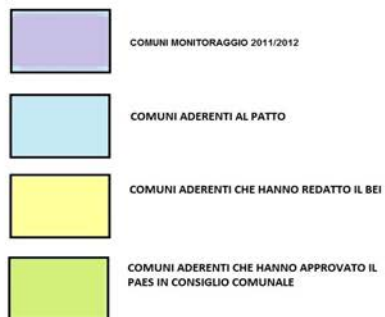 COMUNI MONITORAGGIO 2011/2012
COMUNI ADERENTI AL PATTO
COMUNI ADERENTI CHE HANNO REDATTO IL BEI
COMUNI ADERENTI CHE HANNO APPROVATO IL
PAES IN CONSIGLIO COMUNALE